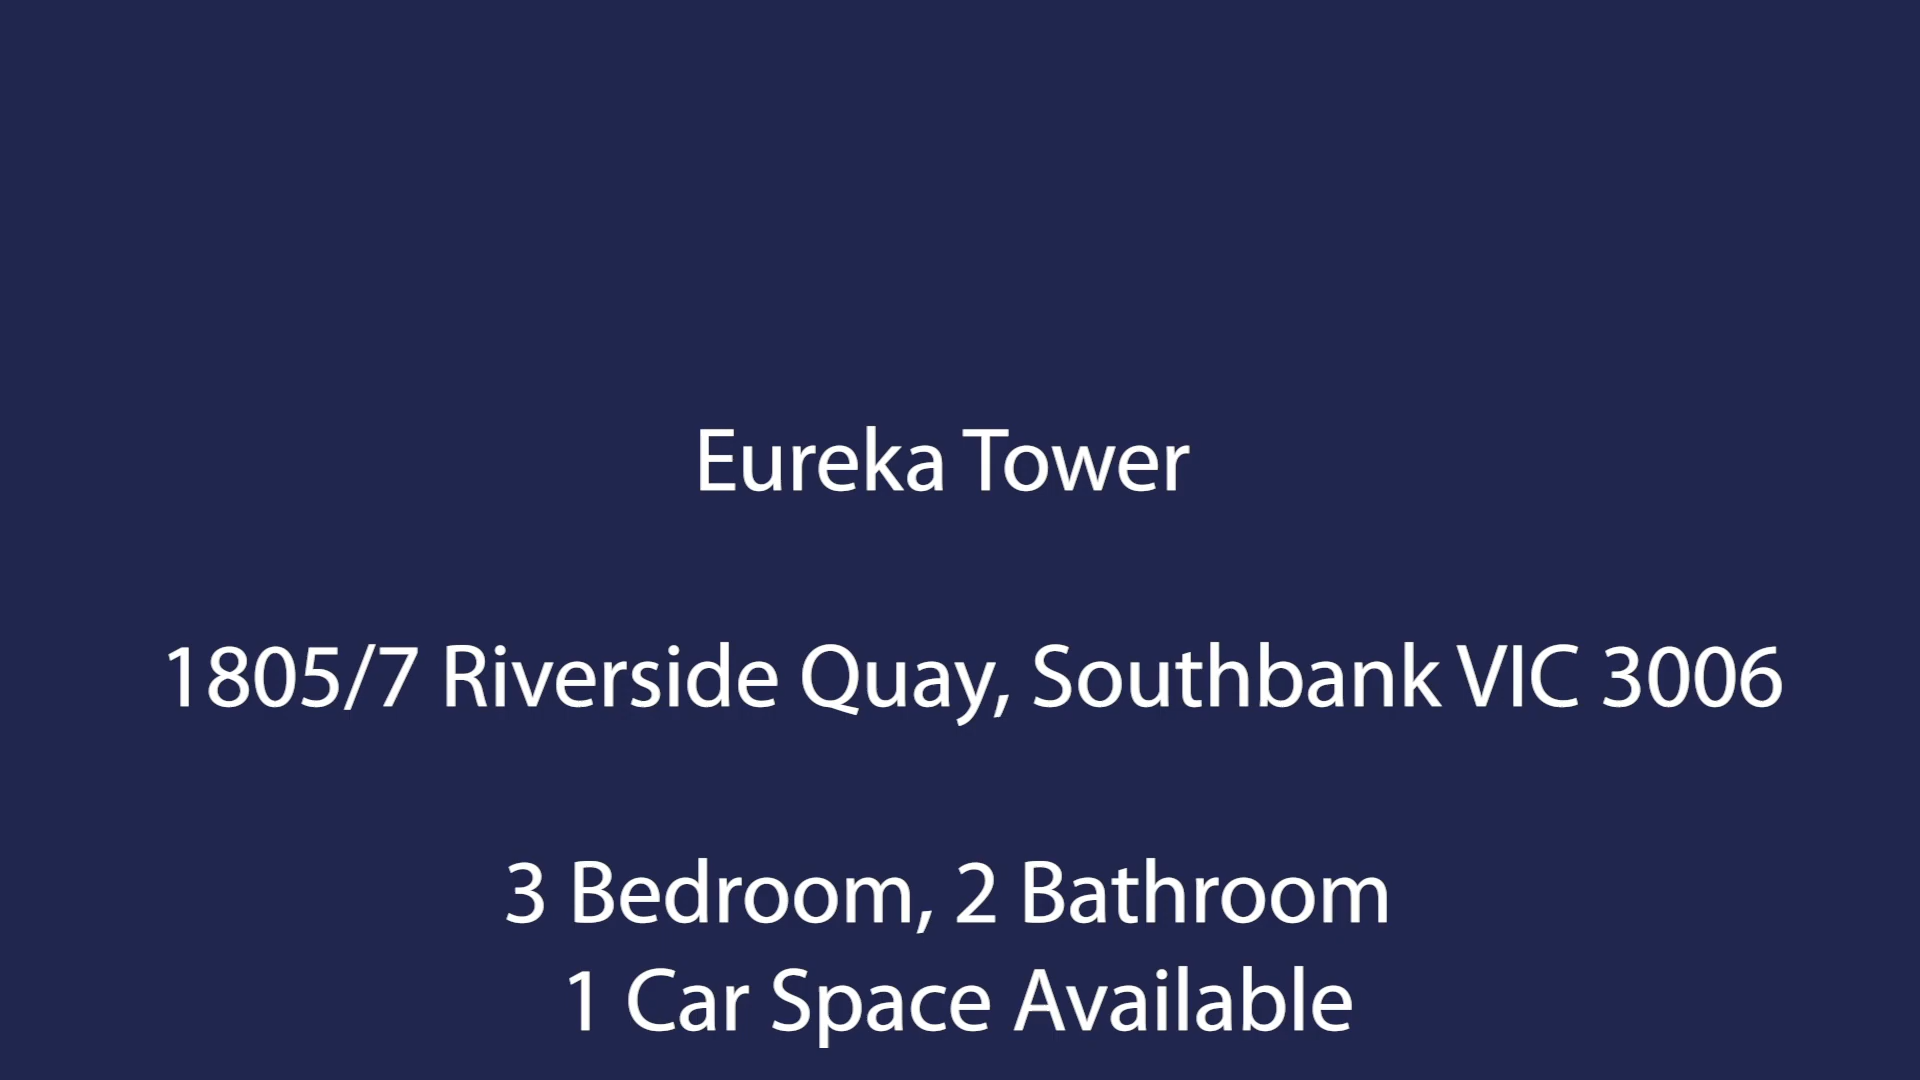 Eureka Tower
1805/7 Riverside Quay, Southbank VIC 3006
3 Bedroom, 2 Bathroom
1 Car Space Available